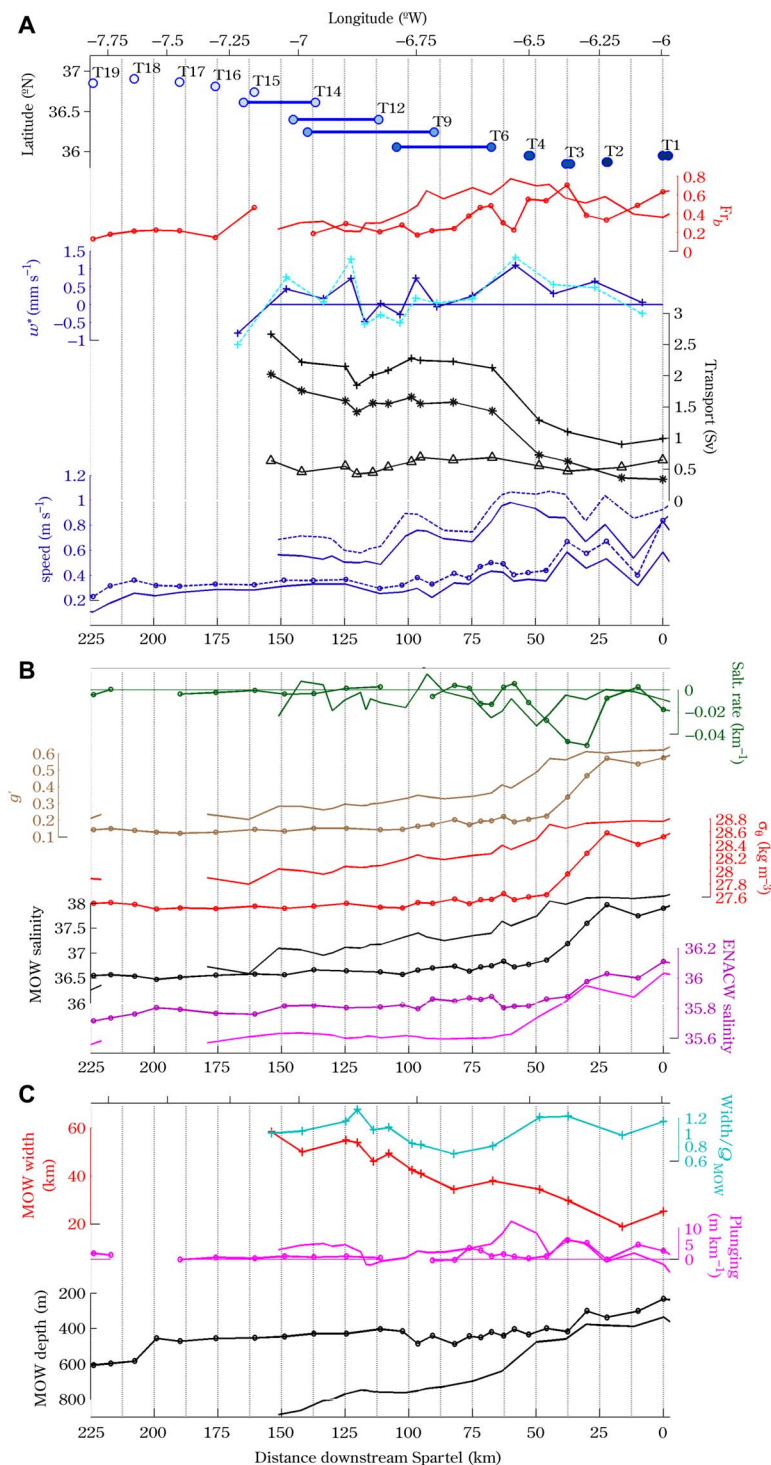 A
Longitude (ºW)
−7.75 −7.5 −7.25 −7 −6.75 −6.5 −6.25 −6
Latitude (ºN)
37
36.5
36
T19 T18 T17 T16 T15 T14 T12 T9 T6 T4 T3 T2 T1
Fr_b
0.8
0.6
0.4
0.2
0
w* (mm s⁻¹)
1.5
1
0.5
0
−0.5
−1
Transport (Sv)
3
2.5
2
1.5
1
0.5
0
speed (m s⁻¹)
1.2
1
0.8
0.6
0.4
0.2
225 200 175 150 125 100 75 50 25 0
B
Salt. rate (km⁻¹)
0
−0.02
−0.04
g′
0.6
0.5
0.4
0.3
0.2
0.1
σ_θ (kg m⁻³)
28.8
28.6
28.4
28.2
28
27.8
27.6
MOW salinity
38
37.5
37
36.5
36
ENACW salinity
36.2
36
35.8
35.6
225 200 175 150 125 100 75 50 25 0
C
MOW width (km)
60
40
20
Width/Q_MOW
1.2
1
0.8
0.6
Plunging (m km⁻¹)
10
5
0
MOW depth (m)
200
400
600
800
225 200 175 150 125 100 75 50 25 0
Distance downstream Spartel (km)